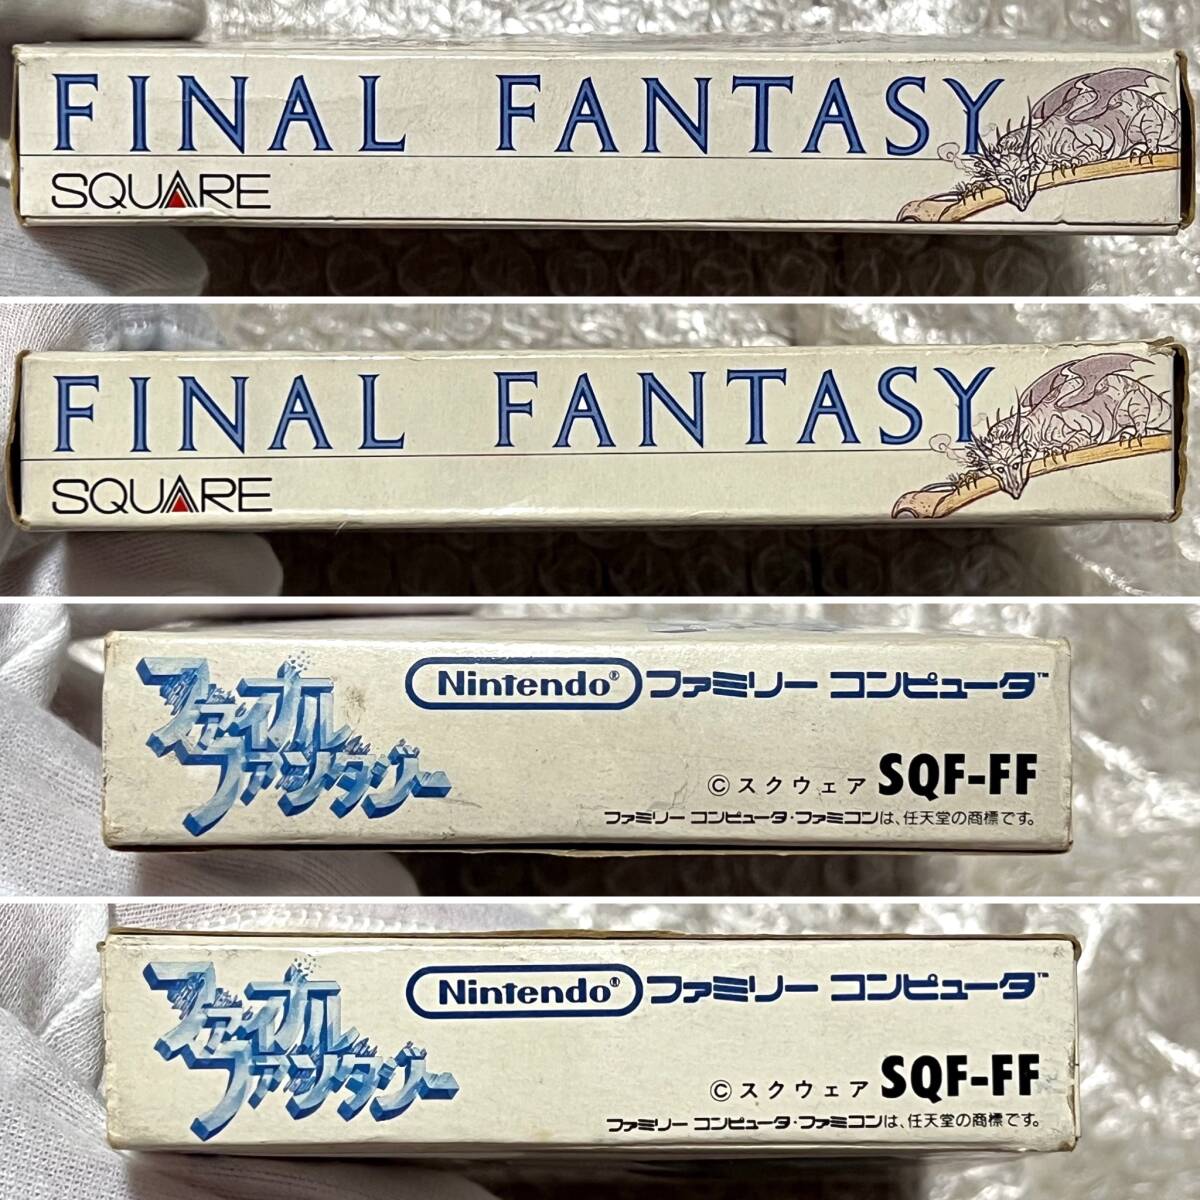 FINAL FANTASY
SQUARE
FINAL FANTASY
SQUARE
ファイナルファンタジー
Nintendo® ファミリー コンピュータ™
©スクウェア SQF-FF
ファミリー コンピュータ・ファミコンは、任天堂の商標です。
ファイナルファンタジー
Nintendo® ファミリー コンピュータ™
©スクウェア SQF-FF
ファミリー コンピュータ・ファミコンは、任天堂の商標です。